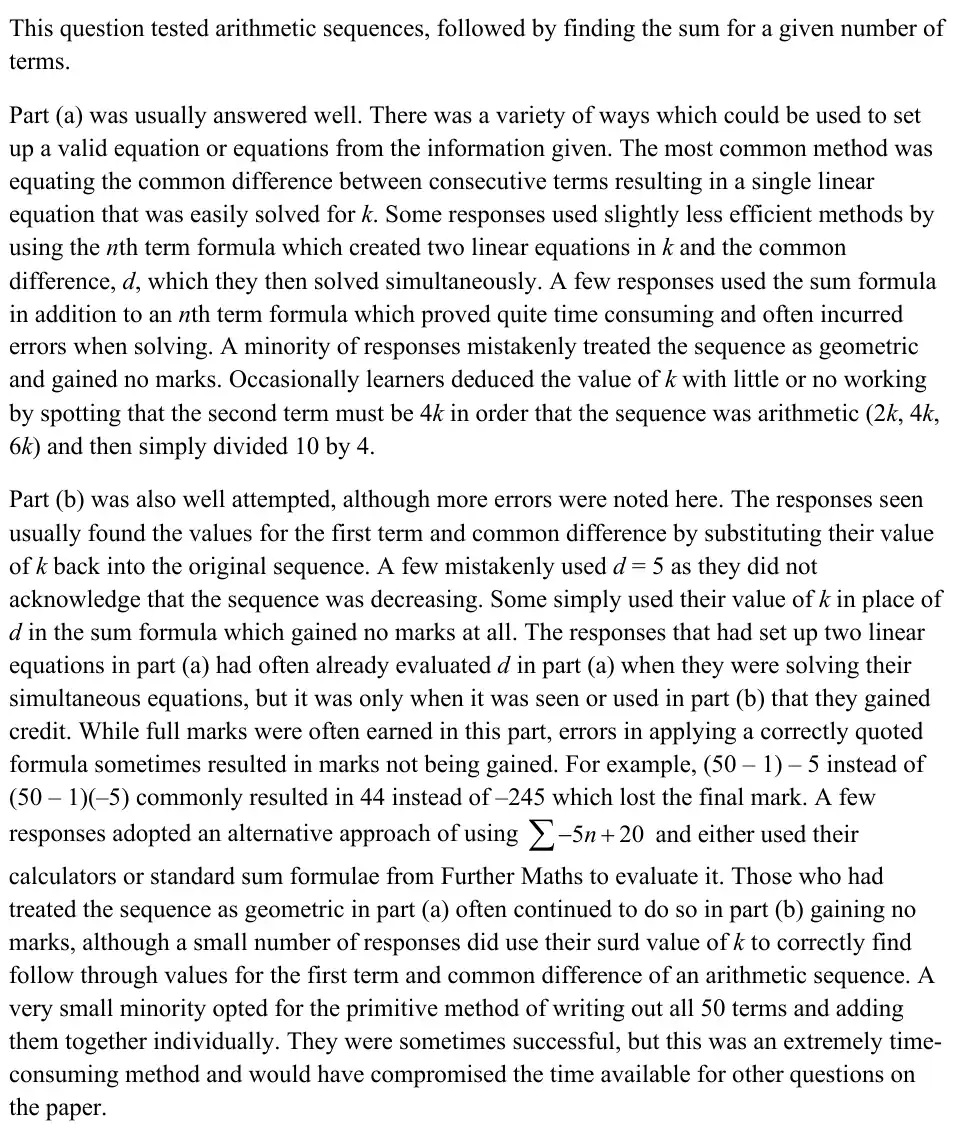 This question tested arithmetic sequences, followed by finding the sum for a given number of
terms.
Part (a) was usually answered well. There was a variety of ways which could be used to set
up a valid equation or equations from the information given. The most common method was
equating the common difference between consecutive terms resulting in a single linear
equation that was easily solved for k. Some responses used slightly less efficient methods by
using the nth term formula which created two linear equations in k and the common
difference, d, which they then solved simultaneously. A few responses used the sum formula
in addition to an nth term formula which proved quite time consuming and often incurred
errors when solving. A minority of responses mistakenly treated the sequence as geometric
and gained no marks. Occasionally learners deduced the value of k with little or no working
by spotting that the second term must be 4k in order that the sequence was arithmetic (2k, 4k,
6k) and then simply divided 10 by 4.
Part (b) was also well attempted, although more errors were noted here. The responses seen
usually found the values for the first term and common difference by substituting their value
of k back into the original sequence. A few mistakenly used d = 5 as they did not
acknowledge that the sequence was decreasing. Some simply used their value of k in place of
d in the sum formula which gained no marks at all. The responses that had set up two linear
equations in part (a) had often already evaluated d in part (a) when they were solving their
simultaneous equations, but it was only when it was seen or used in part (b) that they gained
credit. While full marks were often earned in this part, errors in applying a correctly quoted
formula sometimes resulted in marks not being gained. For example, (50 – 1) – 5 instead of
(50 – 1)(–5) commonly resulted in 44 instead of –245 which lost the final mark. A few
responses adopted an alternative approach of using ∑−5n + 20 and either used their
calculators or standard sum formulae from Further Maths to evaluate it. Those who had
treated the sequence as geometric in part (a) often continued to do so in part (b) gaining no
marks, although a small number of responses did use their surd value of k to correctly find
follow through values for the first term and common difference of an arithmetic sequence. A
very small minority opted for the primitive method of writing out all 50 terms and adding
them together individually. They were sometimes successful, but this was an extremely time-
consuming method and would have compromised the time available for other questions on
the paper.